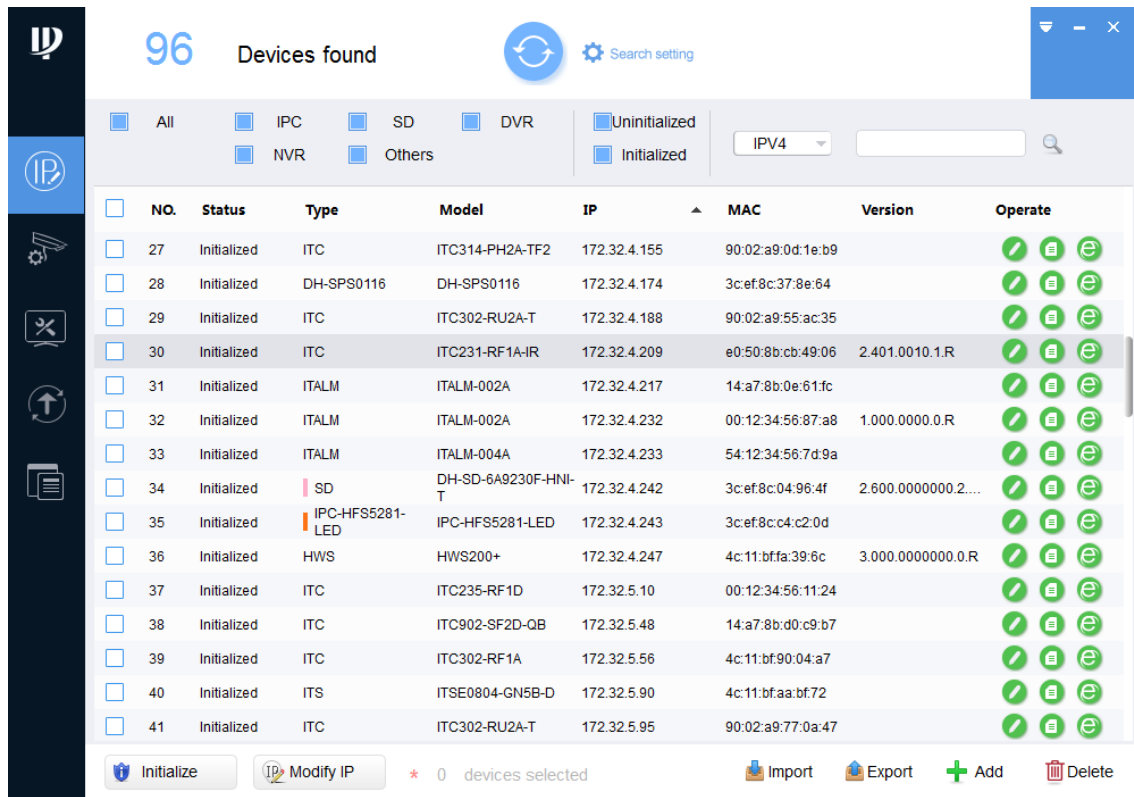 96 Devices found Search setting
All IPC SD DVR Uninitialized
NVR Others Initialized
IPV4
NO. Status Type Model IP MAC Version Operate
27 Initialized ITC ITC314-PH2A-TF2 172.32.4.155 90:02:a9:0d:1e:b9
28 Initialized DH-SPS0116 DH-SPS0116 172.32.4.174 3c:ef:8c:37:8e:64
29 Initialized ITC ITC302-RU2A-T 172.32.4.188 90:02:a9:55:ac:35
30 Initialized ITC ITC231-RF1A-IR 172.32.4.209 e0:50:8b:cb:49:06 2.401.0010.1.R
31 Initialized ITALM ITALM-002A 172.32.4.217 14:a7:8b:0e:61:fc
32 Initialized ITALM ITALM-002A 172.32.4.232 00:12:34:56:87:a8 1.000.0000.0.R
33 Initialized ITALM ITALM-004A 172.32.4.233 54:12:34:56:7d:9a
34 Initialized SD DH-SD-6A9230F-HNI-T 172.32.4.242 3c:ef:8c:04:96:4f 2.600.0000000.2....
35 Initialized IPC-HFS5281-LED IPC-HFS5281-LED 172.32.4.243 3c:ef:8c:c4:c2:0d
36 Initialized HWS HWS200+ 172.32.4.247 4c:11:bf:fa:39:6c 3.000.0000000.0.R
37 Initialized ITC ITC235-RF1D 172.32.5.10 00:12:34:56:11:24
38 Initialized ITC ITC902-SF2D-QB 172.32.5.48 14:a7:8b:d0:c9:b7
39 Initialized ITC ITC302-RF1A 172.32.5.56 4c:11:bf:90:04:a7
40 Initialized ITS ITSE0804-GN5B-D 172.32.5.90 4c:11:bf:aa:bf:72
41 Initialized ITC ITC302-RU2A-T 172.32.5.95 90:02:a9:77:0a:47
Initialize Modify IP * 0 devices selected Import Export Add Delete